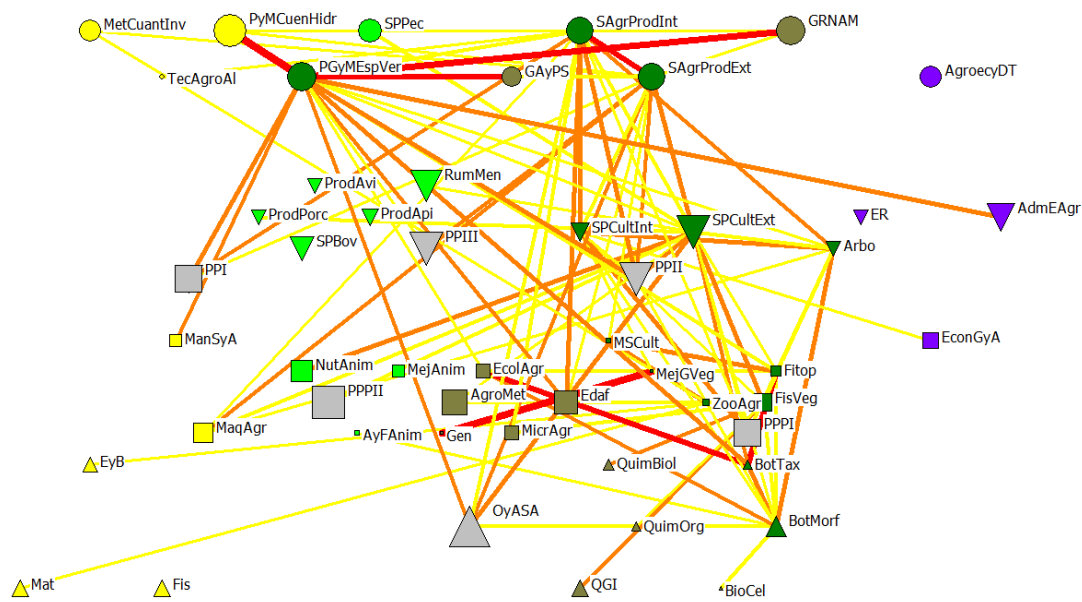 MetCuantInv
PyMCuenHidr
SPPec
SAgrProdInt
GRNAM
TecAgroAl
PGyMEspVer
GAyPS
SAgrProdExt
AgroecyDT
ProdAvi
RumMen
ProdPorc
ProdApi
SPCultInt
SPCultExt
ER
AdmEAgr
SPBov
PPIII
Arbo
PPI
PPII
ManSyA
MSCult
EconGyA
NutAnim
MejAnim
EcolAgr
MejGVeg
Fitop
PPPII
AgroMet
Edaf
ZooAgr
FisVeg
MaqAgr
AyFAnim
Gen
MicrAgr
PPPI
EyB
QuimBiol
BotTax
OyASA
QuimOrg
BotMorf
Mat
Fis
QGI
BioCel